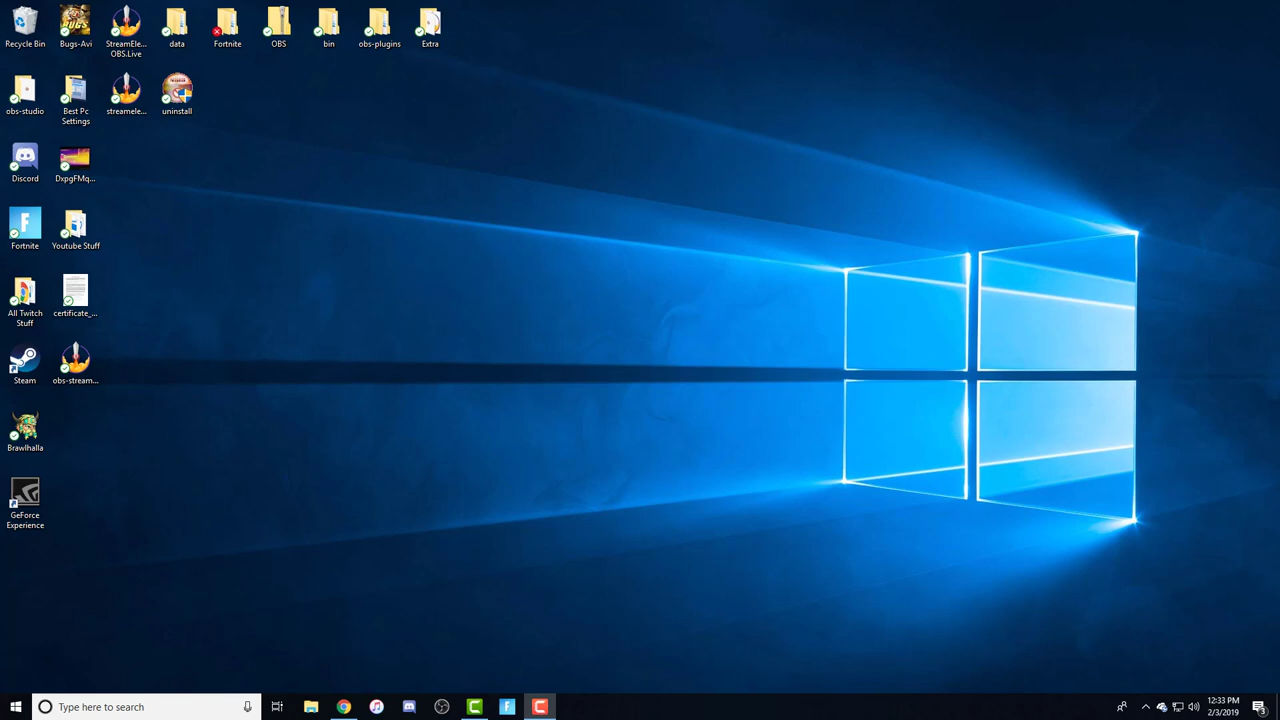 Recycle Bin
Bugs-Avi
StreamEle...
OBS.Live
data
Fortnite
OBS
bin
obs-plugins
Extra
obs-studio
Best Pc
Settings
streamele...
uninstall
Discord
DxpgFMq...
Fortnite
Youtube Stuff
All Twitch
Stuff
certificate_...
Steam
obs-stream...
Brawlhalla
GeForce
Experience
Type here to search
12:33 PM
2/3/2019